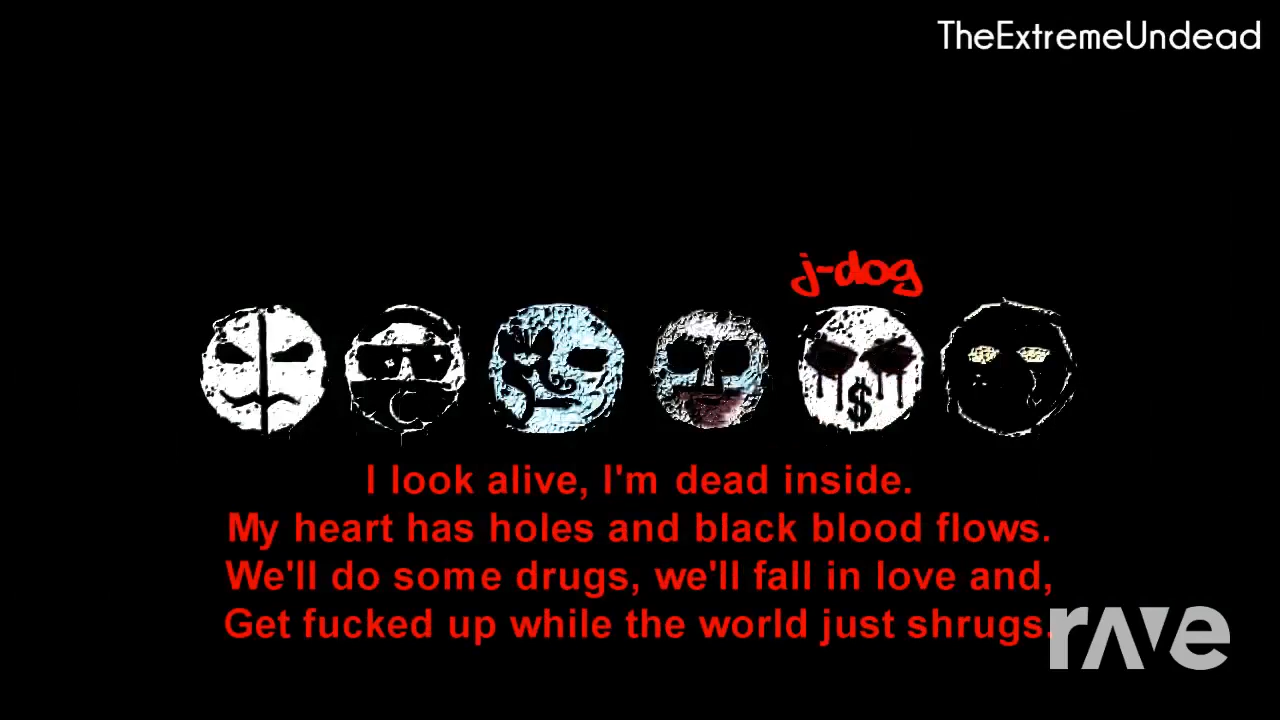 TheExtremeUndead
j-dog
$
I look alive, I'm dead inside.
My heart has holes and black blood flows.
We'll do some drugs, we'll fall in love and,
Get fucked up while the world just shrugs.
rave